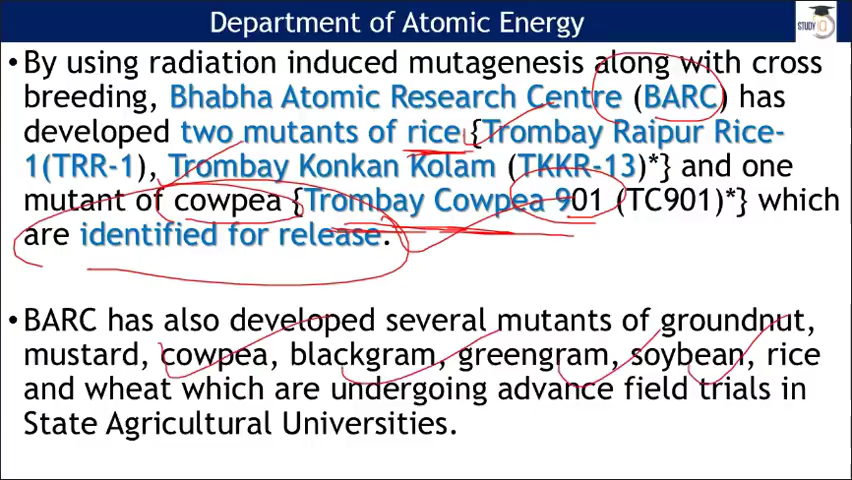 Department of Atomic Energy
STUDY IQ
•By using radiation induced mutagenesis along with cross
breeding, Bhabha Atomic Research Centre (BARC) has
developed two mutants of rice {Trombay Raipur Rice-
1(TRR-1), Trombay Konkan Kolam (TKKR-13)*} and one
mutant of cowpea {Trombay Cowpea 901 (TC901)*} which
are identified for release.
•BARC has also developed several mutants of groundnut,
mustard, cowpea, blackgram, greengram, soybean, rice
and wheat which are undergoing advance field trials in
State Agricultural Universities.